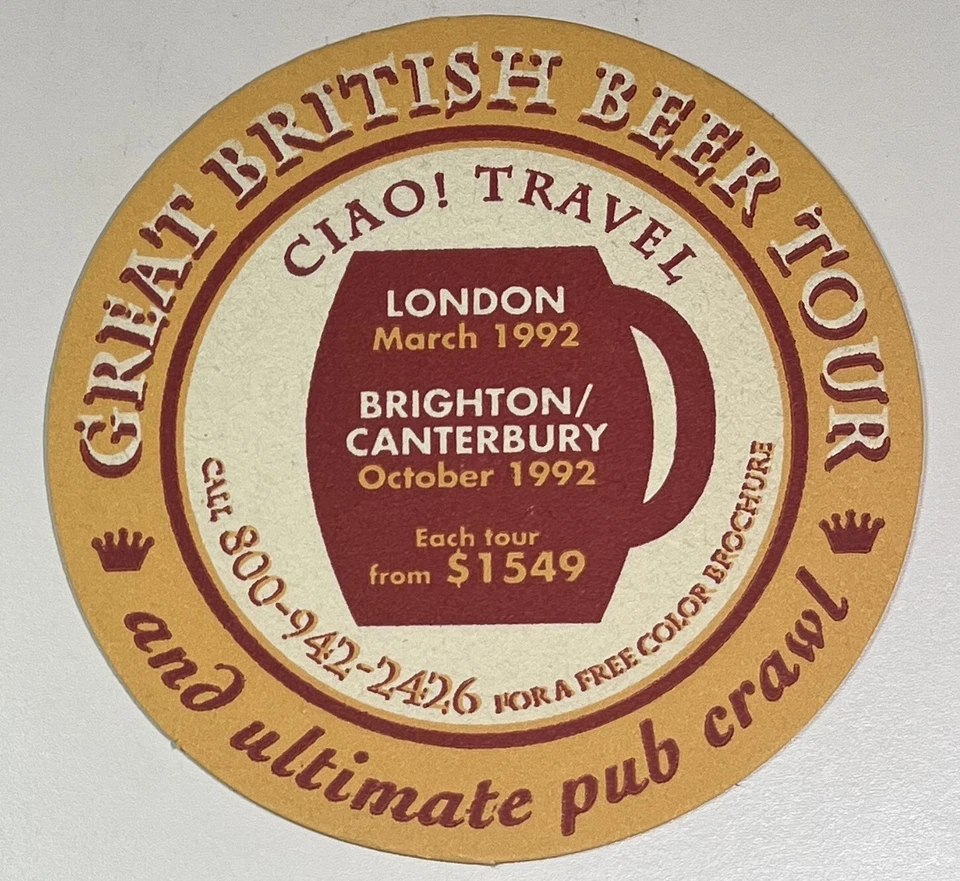 GREAT BRITISH BEER TOUR
CIAO! TRAVEL
LONDON
March 1992
BRIGHTON/
CANTERBURY
October 1992
Each tour
from $1549
CALL 800-942-2426 FOR A FREE COLOR BROCHURE
and ultimate pub crawl